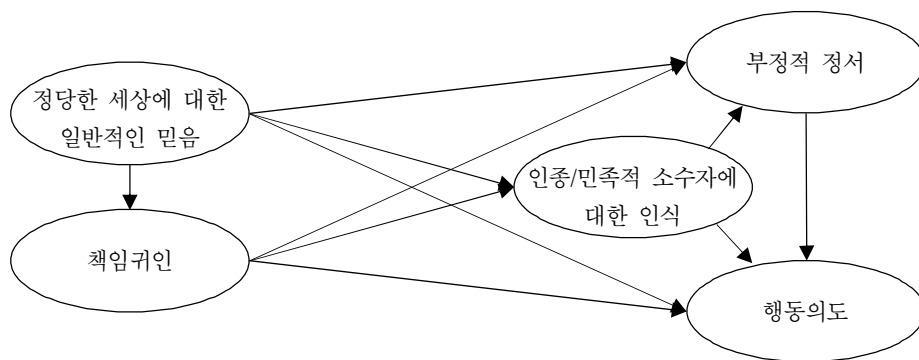 부정적 정서
정당한 세상에 대한
일반적인 믿음
인종/민족적 소수자에
대한 인식
책임귀인
행동의도